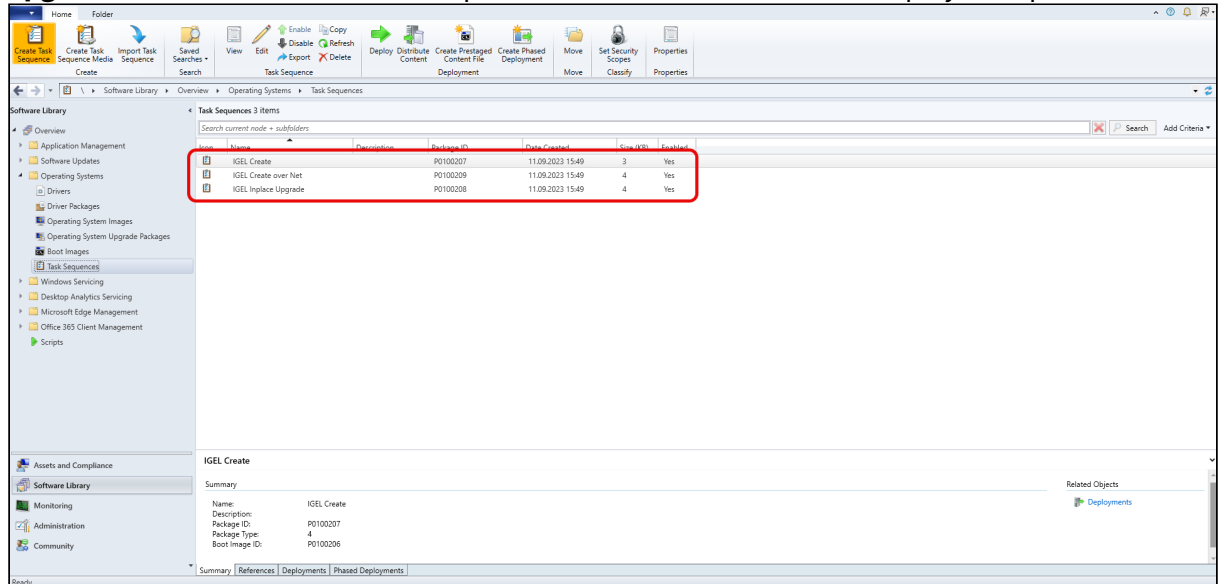 Home Folder
Enable Copy
Disable Refresh
Export Delete
Create Task Sequence
Create Task Sequence Media
Import Task Sequence
Saved Searches
View
Edit
Deploy
Distribute Content
Create Prestaged Content File
Create Phased Deployment
Move
Set Security Scopes
Properties
Create Search Task Sequence Deployment Move Classify Properties
\ Software Library Overview Operating Systems Task Sequences
Software Library
Task Sequences 3 items
Search current node + subfolders
Search Add Criteria
Icon Name Description Package ID Date Created Size (KB) Enabled
IGEL Create P0100207 11.09.2023 15:49 3 Yes
IGEL Create over Net P0100209 11.09.2023 15:49 4 Yes
IGEL Inplace Upgrade P0100208 11.09.2023 15:49 4 Yes
Overview
Application Management
Software Updates
Operating Systems
Drivers
Driver Packages
Operating System Images
Operating System Upgrade Packages
Boot Images
Task Sequences
Windows Servicing
Desktop Analytics Servicing
Microsoft Edge Management
Office 365 Client Management
Scripts
Assets and Compliance
Software Library
Monitoring
Administration
Community
IGEL Create
Summary
Name: IGEL Create
Description:
Package ID: P0100207
Package Type: 4
Boot Image ID: P0100206
Related Objects
Deployments
Summary References Deployments Phased Deployments
Ready